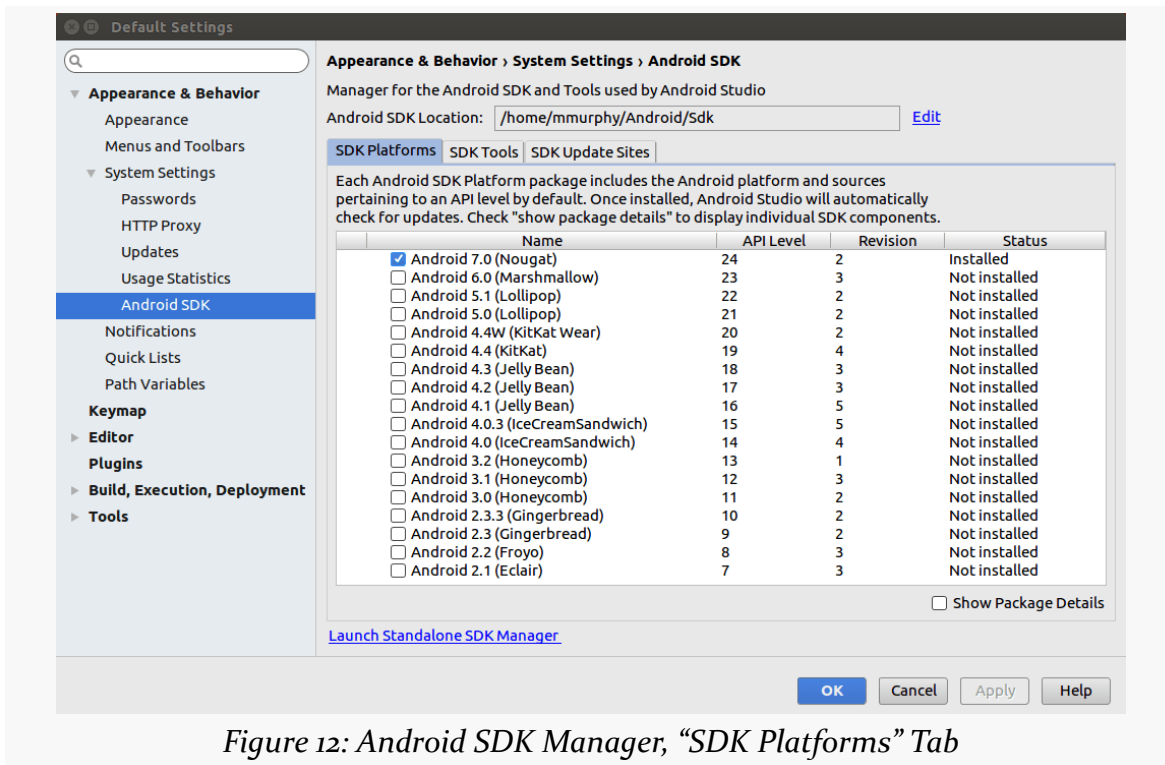 Default Settings
Appearance & Behavior
Appearance
Menus and Toolbars
System Settings
Passwords
HTTP Proxy
Updates
Usage Statistics
Android SDK
Notifications
Quick Lists
Path Variables
Keymap
Editor
Plugins
Build, Execution, Deployment
Tools
Appearance & Behavior › System Settings › Android SDK
Manager for the Android SDK and Tools used by Android Studio
Android SDK Location: /home/mmurphy/Android/Sdk Edit
SDK Platforms SDK Tools SDK Update Sites
Each Android SDK Platform package includes the Android platform and sources
pertaining to an API level by default. Once installed, Android Studio will automatically
check for updates. Check "show package details" to display individual SDK components.
Name API Level Revision Status
Android 7.0 (Nougat) 24 2 Installed
Android 6.0 (Marshmallow) 23 3 Not installed
Android 5.1 (Lollipop) 22 2 Not installed
Android 5.0 (Lollipop) 21 2 Not installed
Android 4.4W (KitKat Wear) 20 2 Not installed
Android 4.4 (KitKat) 19 4 Not installed
Android 4.3 (Jelly Bean) 18 3 Not installed
Android 4.2 (Jelly Bean) 17 3 Not installed
Android 4.1 (Jelly Bean) 16 5 Not installed
Android 4.0.3 (IceCreamSandwich) 15 5 Not installed
Android 4.0 (IceCreamSandwich) 14 4 Not installed
Android 3.2 (Honeycomb) 13 1 Not installed
Android 3.1 (Honeycomb) 12 3 Not installed
Android 3.0 (Honeycomb) 11 2 Not installed
Android 2.3.3 (Gingerbread) 10 2 Not installed
Android 2.3 (Gingerbread) 9 2 Not installed
Android 2.2 (Froyo) 8 3 Not installed
Android 2.1 (Eclair) 7 3 Not installed
Show Package Details
Launch Standalone SDK Manager
OK Cancel Apply Help
Figure 12: Android SDK Manager, “SDK Platforms” Tab